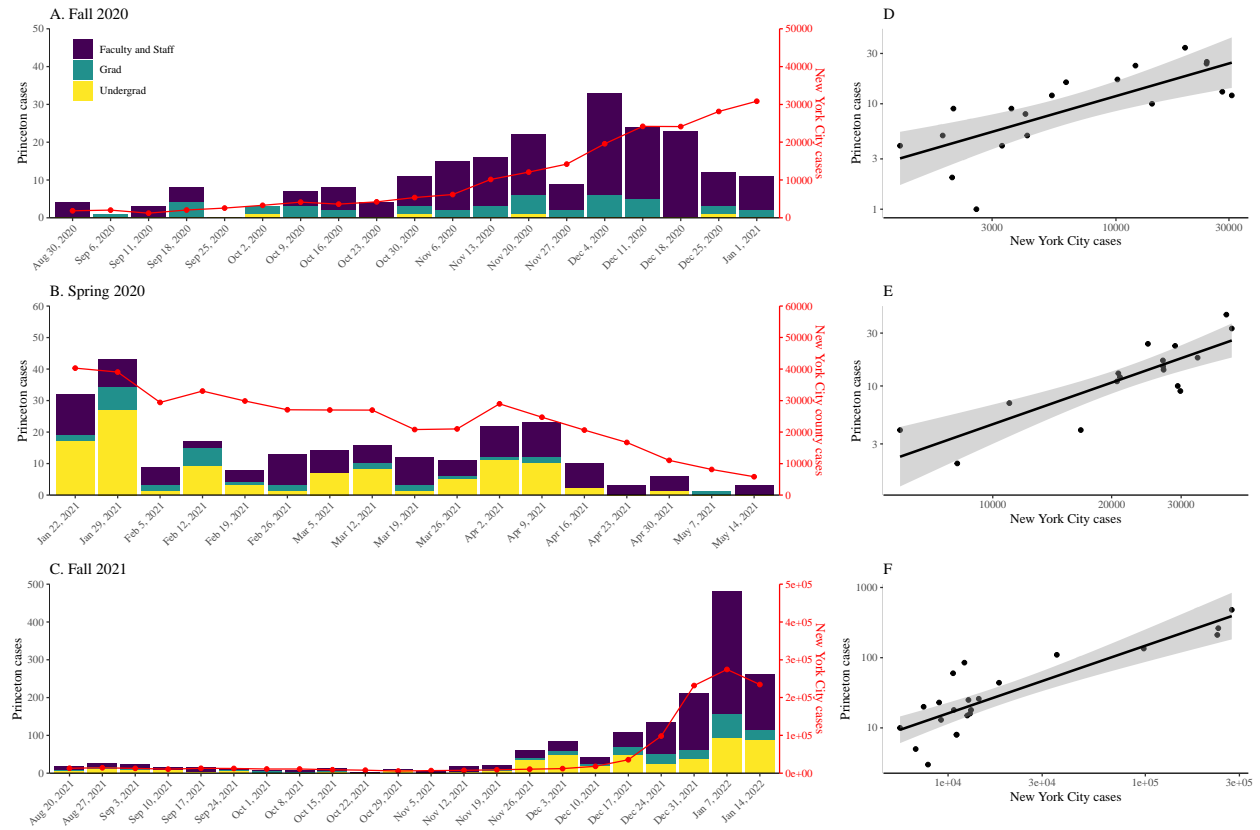 A. Fall 2020
50
40
30
20
10
0
Princeton cases
Faculty and Staff
Grad
Undergrad
50000
40000
30000
20000
10000
0
New York City cases
Aug 30, 2020
Sep 6, 2020
Sep 11, 2020
Sep 18, 2020
Sep 25, 2020
Oct 2, 2020
Oct 9, 2020
Oct 16, 2020
Oct 23, 2020
Oct 30, 2020
Nov 6, 2020
Nov 13, 2020
Nov 20, 2020
Nov 27, 2020
Dec 4, 2020
Dec 11, 2020
Dec 18, 2020
Dec 25, 2020
Jan 1, 2021
D
30
10
3
1
Princeton cases
3000
10000
30000
New York City cases
B. Spring 2020
60
50
40
30
20
10
0
Princeton cases
60000
50000
40000
30000
20000
10000
0
New York City county cases
Jan 22, 2021
Jan 29, 2021
Feb 5, 2021
Feb 12, 2021
Feb 19, 2021
Feb 26, 2021
Mar 5, 2021
Mar 12, 2021
Mar 19, 2021
Mar 26, 2021
Apr 2, 2021
Apr 9, 2021
Apr 16, 2021
Apr 23, 2021
Apr 30, 2021
May 7, 2021
May 14, 2021
E
30
10
3
Princeton cases
10000
20000
30000
New York City cases
C. Fall 2021
500
400
300
200
100
0
Princeton cases
5e+05
4e+05
3e+05
2e+05
1e+05
0e+00
New York City cases
Aug 20, 2021
Aug 27, 2021
Sep 3, 2021
Sep 10, 2021
Sep 17, 2021
Sep 24, 2021
Oct 1, 2021
Oct 8, 2021
Oct 15, 2021
Oct 22, 2021
Oct 29, 2021
Nov 5, 2021
Nov 12, 2021
Nov 19, 2021
Nov 26, 2021
Dec 3, 2021
Dec 10, 2021
Dec 17, 2021
Dec 24, 2021
Dec 31, 2021
Jan 7, 2022
Jan 14, 2022
F
1000
100
10
Princeton cases
1e+04
3e+04
1e+05
3e+05
New York City cases